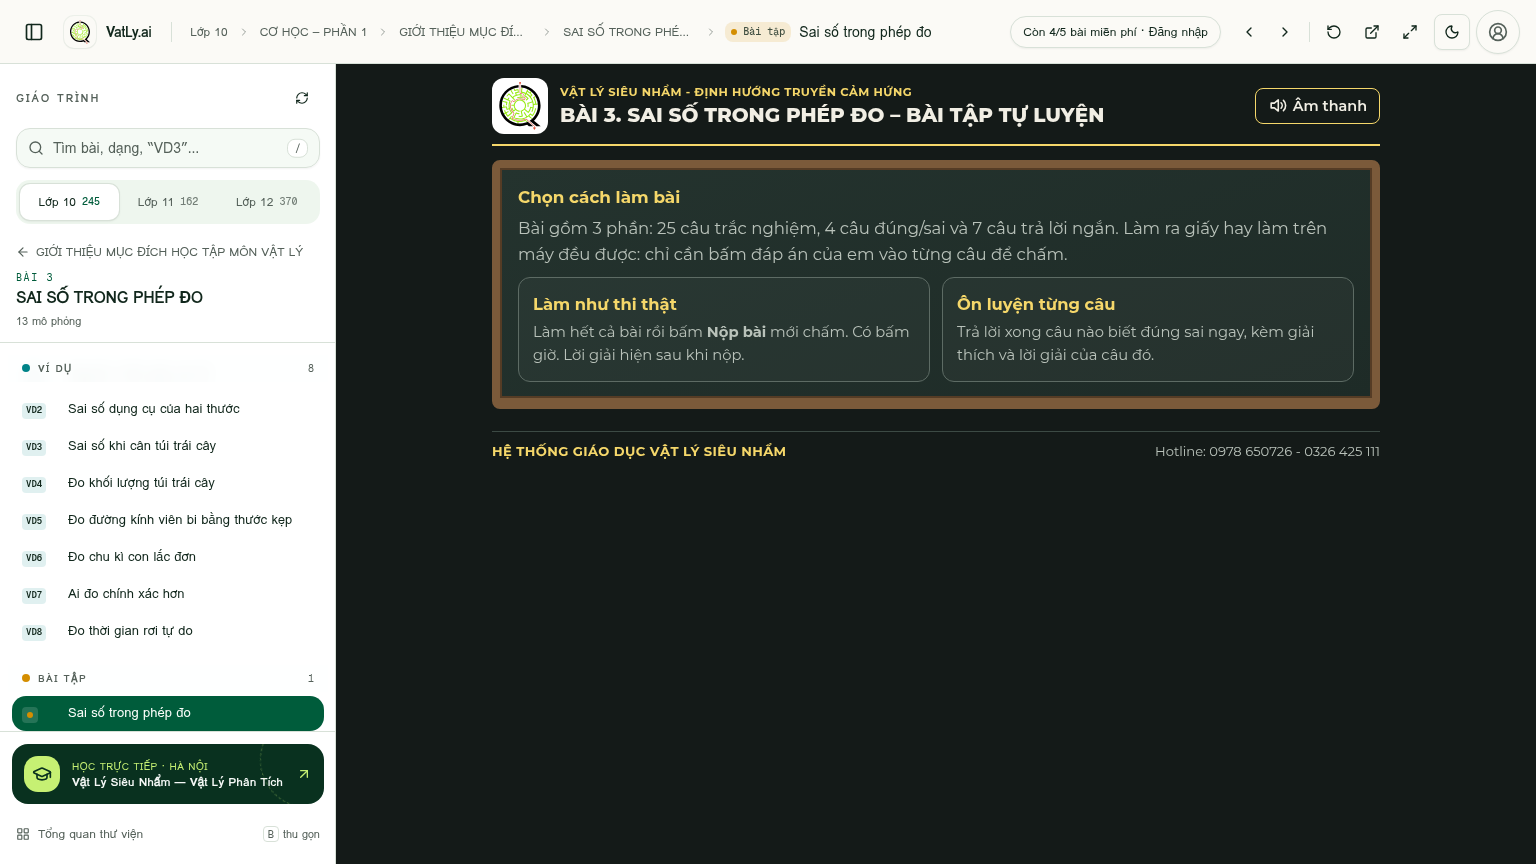 VatLy.ai
Lớp 10
CƠ HỌC – PHẦN 1
GIỚI THIỆU MỤC ĐÍ...
SAI SỐ TRONG PHÉ...
Bài tập
Sai số trong phép đo
Còn 4/5 bài miễn phí · Đăng nhập
GIÁO TRÌNH
Tìm bài, dạng, “VD3”...
/
Lớp 10 245
Lớp 11 162
Lớp 12 370
GIỚI THIỆU MỤC ĐÍCH HỌC TẬP MÔN VẬT LÝ
BÀI 3
SAI SỐ TRONG PHÉP ĐO
13 mô phỏng
VÍ DỤ 8
VD2 Sai số dụng cụ của hai thước
VD3 Sai số khi cân túi trái cây
VD4 Đo khối lượng túi trái cây
VD5 Đo đường kính viên bi bằng thước kẹp
VD6 Đo chu kì con lắc đơn
VD7 Ai đo chính xác hơn
VD8 Đo thời gian rơi tự do
BÀI TẬP 1
Sai số trong phép đo
HỌC TRỰC TIẾP · HÀ NỘI
Vật Lý Siêu Nhẩm — Vật Lý Phân Tích
Tổng quan thư viện
B thu gọn
VẬT LÝ SIÊU NHẨM - ĐỊNH HƯỚNG TRUYỀN CẢM HỨNG
BÀI 3. SAI SỐ TRONG PHÉP ĐO – BÀI TẬP TỰ LUYỆN
Âm thanh
Chọn cách làm bài
Bài gồm 3 phần: 25 câu trắc nghiệm, 4 câu đúng/sai và 7 câu trả lời ngắn. Làm ra giấy hay làm trên
máy đều được: chỉ cần bấm đáp án của em vào từng câu để chấm.
Làm như thi thật
Làm hết cả bài rồi bấm Nộp bài mới chấm. Có bấm
giờ. Lời giải hiện sau khi nộp.
Ôn luyện từng câu
Trả lời xong câu nào biết đúng sai ngay, kèm giải
thích và lời giải của câu đó.
HỆ THỐNG GIÁO DỤC VẬT LÝ SIÊU NHẨM
Hotline: 0978 650726 - 0326 425 111